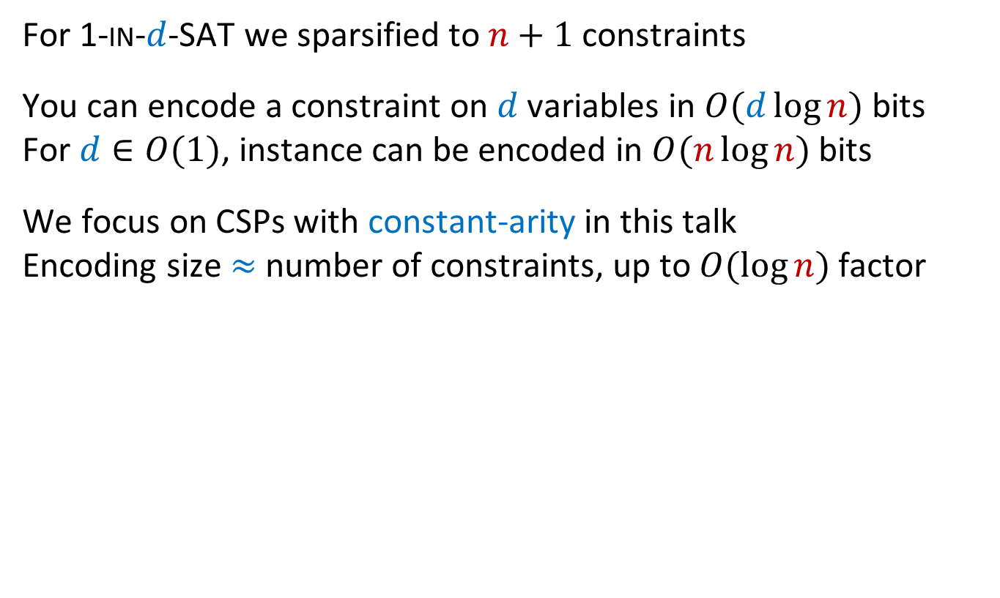 For 1-IN-d-SAT we sparsified to n + 1 constraints
You can encode a constraint on d variables in O(d log n) bits
For d ∈ O(1), instance can be encoded in O(n log n) bits
We focus on CSPs with constant-arity in this talk
Encoding size ≈ number of constraints, up to O(log n) factor